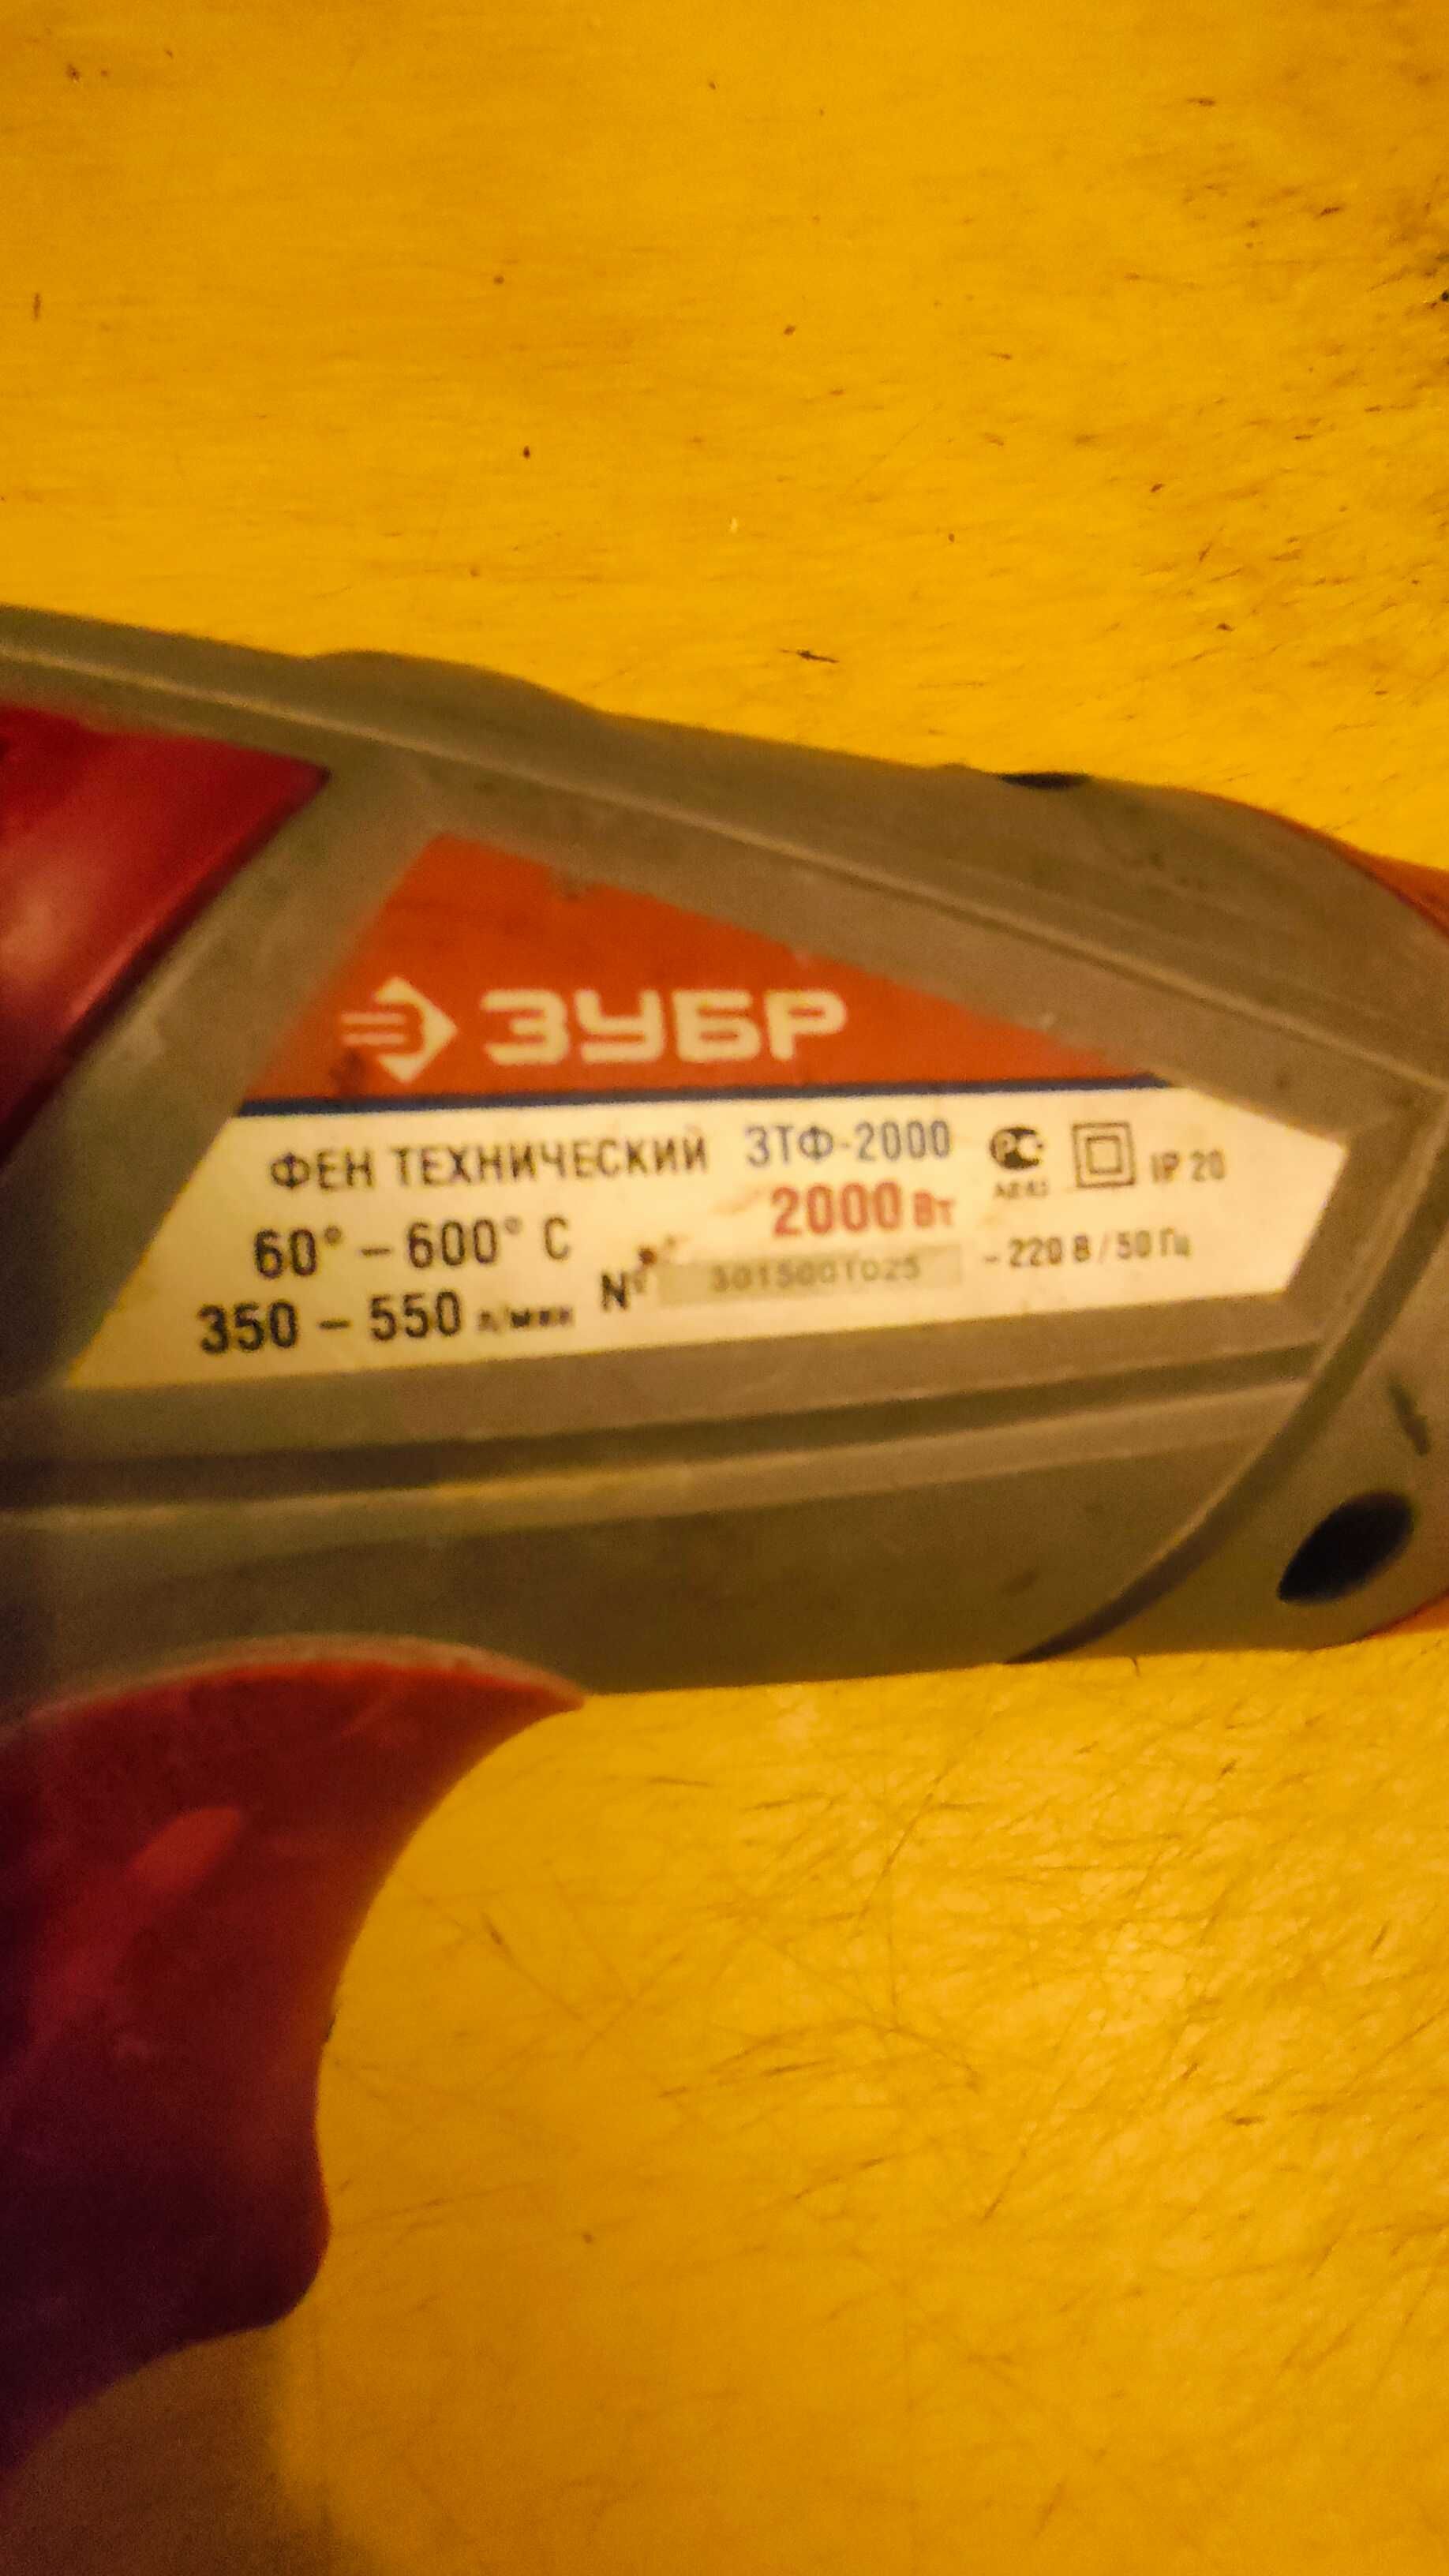 ЗУБР
ФЕН ТЕХНИЧЕСКИЙ ЗТФ-2000 IP 20
60° – 600° C 2000 Вт
350 – 550 л/мин № ~220 В / 50 Гц